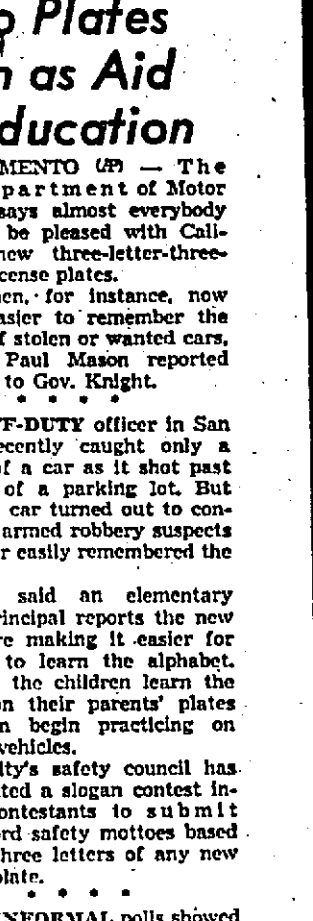 Plates
as Aid
ducation
MENTO (AP) — The
partment of Motor
says almost everybody
be pleased with Cali-
new three-letter-three-
cense plates.
en, for instance, now
asier to remember the
f stolen or wanted cars,
Paul Mason reported
to Gov. Knight.
* * * *
F-DUTY officer in San
ecently caught only a
of a car as it shot past
of a parking lot. But
car turned out to con-
armed robbery suspects
r easily remembered the
said an elementary
rincipal reports the new
re making it easier for
to learn the alphabet.
the children learn the
on their parents' plates
n begin practicing on
vehicles.
ity's safety council has
ted a slogan contest in-
ontestants to submit
rd safety mottoes based
hree letters of any new
plate.
* * * *
NFORMAL polls showed